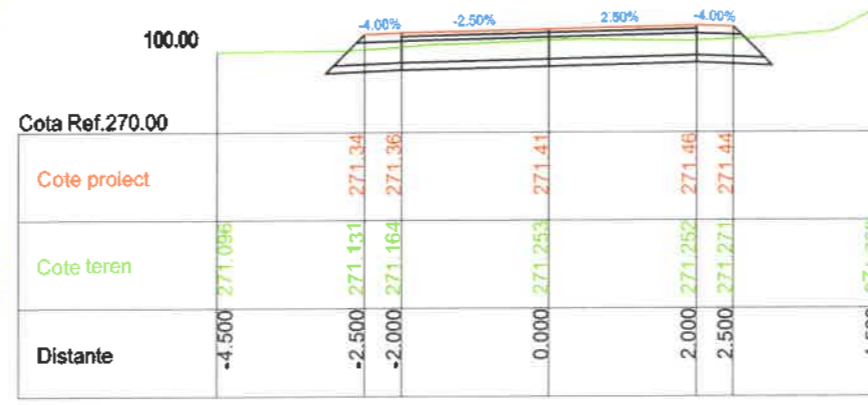 -4.00% -2.50% 2.50% -4.00%
100.00
Cota Ref.270.00
Cote proiect 271.34 271.36 271.41 271.46 271.44
Cote teren 271.096 271.131 271.164 271.253 271.252 271.271
Distante -4.500 -2.500 -2.000 0.000 2.000 2.500